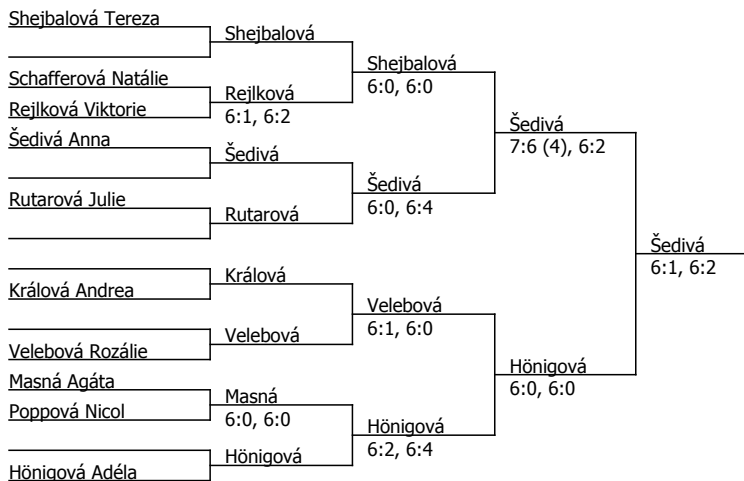 Shejbalová Tereza
Shejbalová
Shejbalová
6:0, 6:0
Schafferová Natálie
Rejlková
6:1, 6:2
Rejlková Viktorie
Šedivá
7:6 (4), 6:2
Šedivá Anna
Šedivá
Šedivá
6:0, 6:4
Rutarová Julie
Rutarová
Šedivá
6:1, 6:2
Králová
Králová Andrea
Velebová
6:1, 6:0
Velebová
Velebová Rozálie
Hönigová
6:0, 6:0
Masná Agáta
Masná
6:0, 6:0
Poppová Nicol
Hönigová
6:2, 6:4
Hönigová
Hönigová Adéla